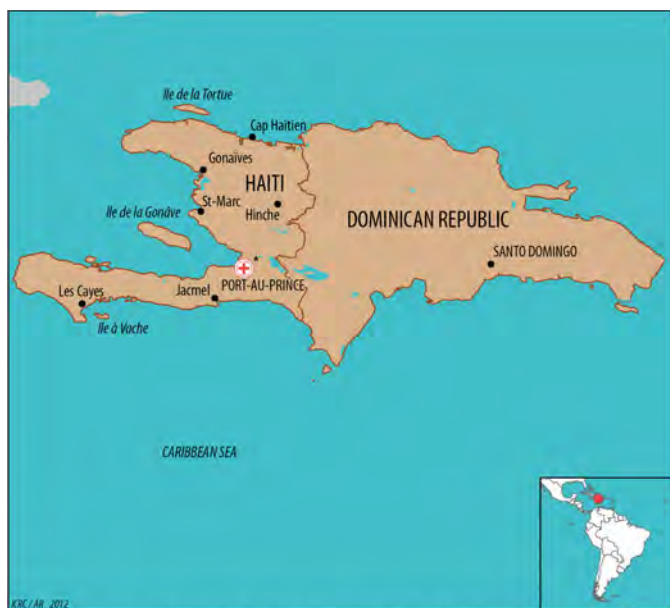 Ile de la Tortue
Cap Haïtien
Gonaïves
HAITI
St-Marc
Hinche
Ile de la Gonâve
DOMINICAN REPUBLIC
SANTO DOMINGO
PORT-AU-PRINCE
Les Cayes
Jacmel
Ile à Vache
CARIBBEAN SEA
ICRC / AR 2012